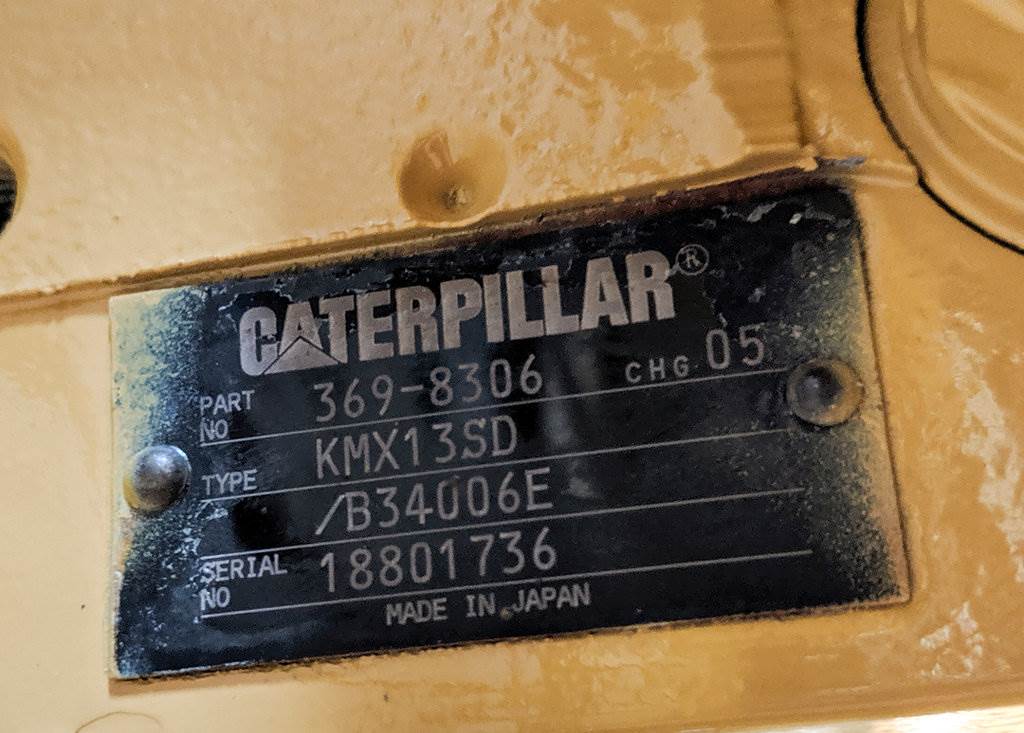 CATERPILLAR®
PART NO 369-8306 CHG 05
TYPE KMX13SD
/B34006E
SERIAL NO 18801736
MADE IN JAPAN